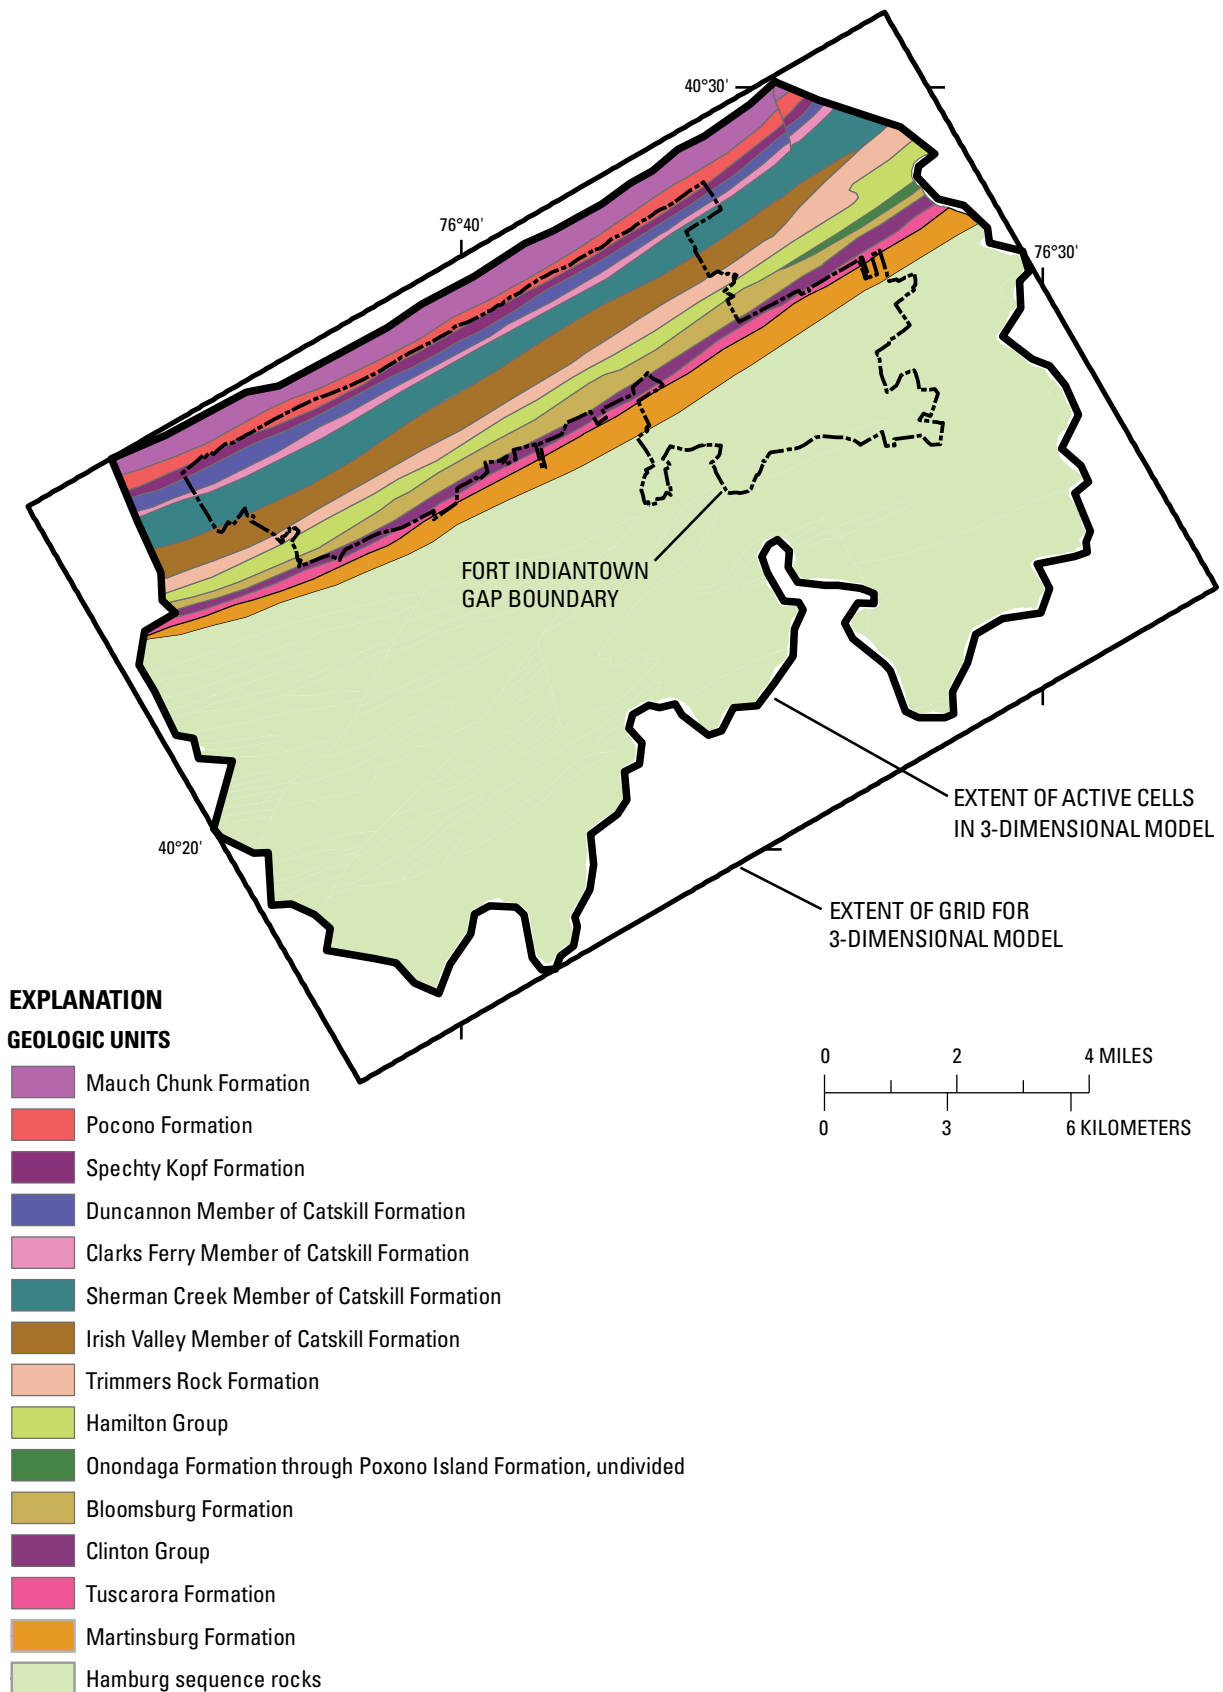 40°30'
76°40'
76°30'
FORT INDIANTOWN
GAP BOUNDARY
EXTENT OF ACTIVE CELLS
IN 3-DIMENSIONAL MODEL
40°20'
EXTENT OF GRID FOR
3-DIMENSIONAL MODEL
EXPLANATION
GEOLOGIC UNITS
Mauch Chunk Formation
Pocono Formation
Spechty Kopf Formation
Duncannon Member of Catskill Formation
Clarks Ferry Member of Catskill Formation
Sherman Creek Member of Catskill Formation
Irish Valley Member of Catskill Formation
Trimmers Rock Formation
Hamilton Group
Onondaga Formation through Poxono Island Formation, undivided
Bloomsburg Formation
Clinton Group
Tuscarora Formation
Martinsburg Formation
Hamburg sequence rocks
0 2 4 MILES
0 3 6 KILOMETERS